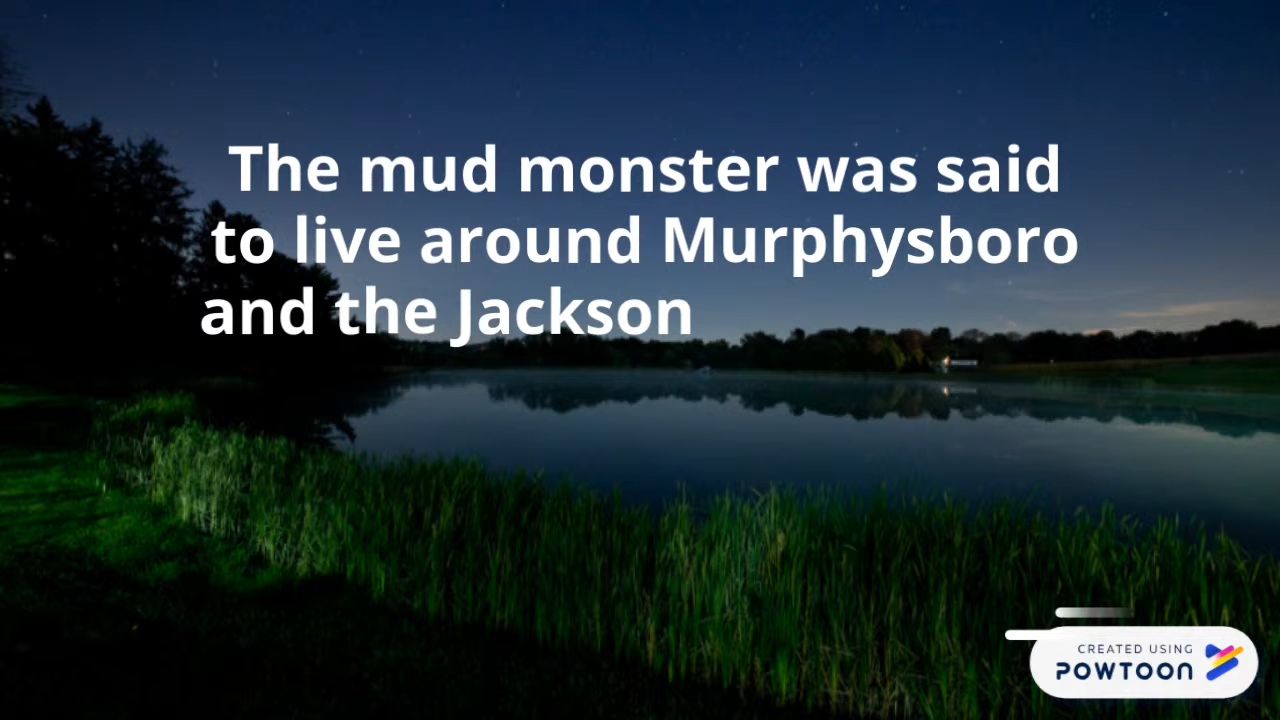 The mud monster was said
to live around Murphysboro
and the Jackson
CREATED USING
POWTOON